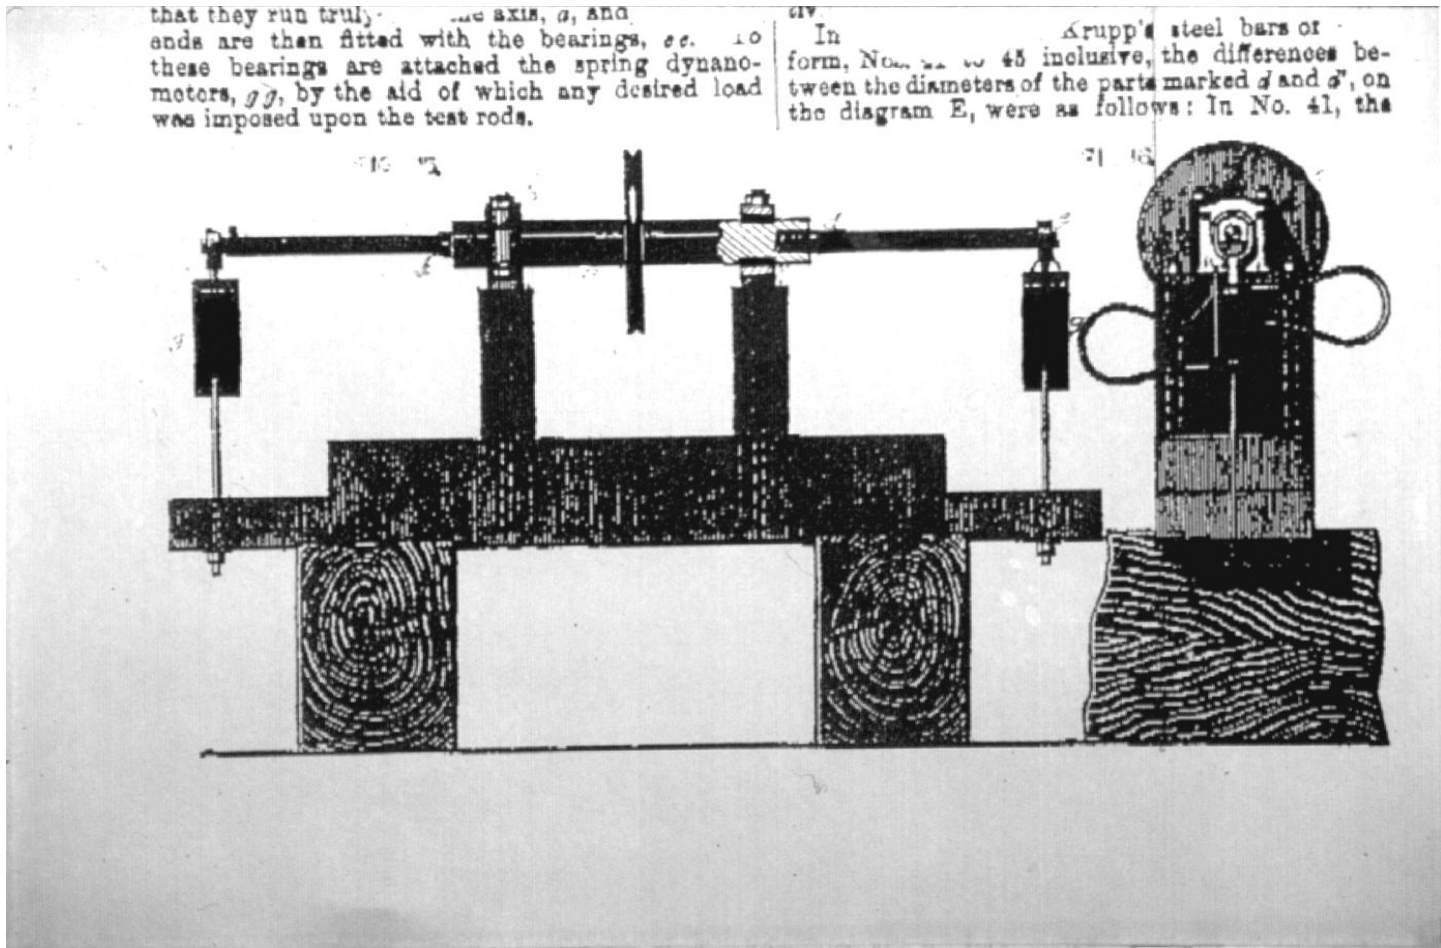 that they run truly axis, a, and
ends are then fitted with the bearings, ee. To
these bearings are attached the spring dynamo-
meters, gg, by the aid of which any desired load
was imposed upon the test rods.
In Krupp's steel bars of
form, Nos. to 45 inclusive, the differences be-
tween the diameters of the parts marked d and d', on
the diagram E, were as follows: In No. 41, the